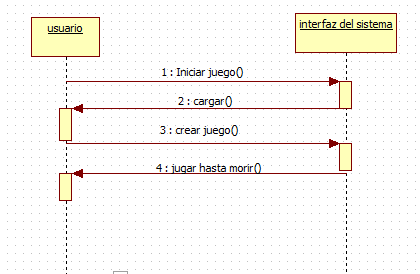 usuario
interfaz del sistema
1 : Iniciar juego()
2 : cargar()
3 : crear juego()
4 : jugar hasta morir()